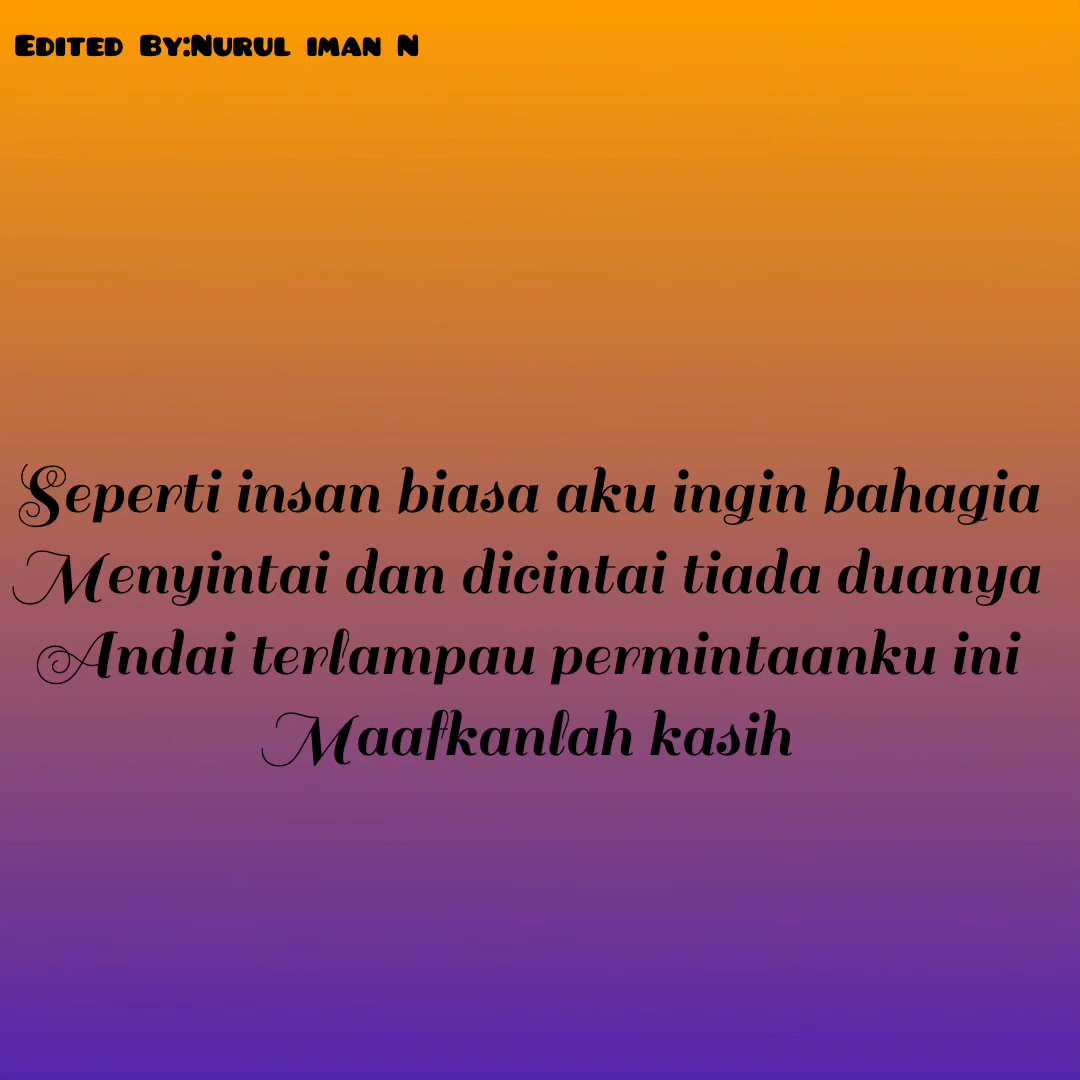 Edited By:Nurul iman N
Seperti insan biasa aku ingin bahagia
Menyintai dan dicintai tiada duanya
Andai terlampau permintaanku ini
Maafkanlah kasih